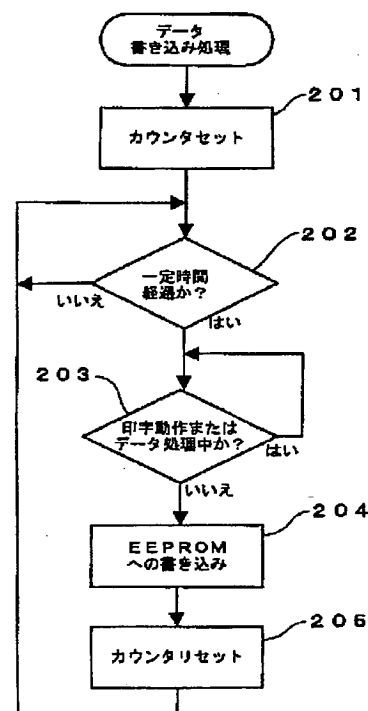 データ
書き込み処理
201
カウンタセット
202
一定時間
経過か?
いいえ
はい
203
印字動作または
データ処理中か?
はい
いいえ
204
EEPROM
への書き込み
205
カウンタリセット